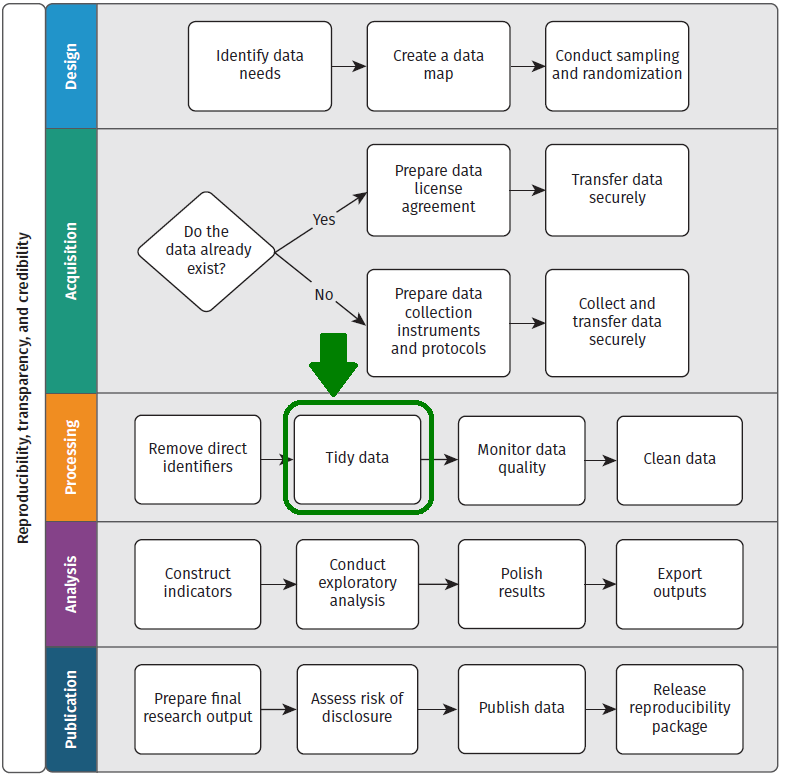 Reproducibility, transparency, and credibility
Design
Identify data
needs
Create a data
map
Conduct sampling
and randomization
Acquisition
Do the
data already
exist?
Yes
Prepare data
license
agreement
Transfer data
securely
No
Prepare data
collection
instruments
and protocols
Collect and
transfer data
securely
Processing
Remove direct
identifiers
Tidy data
Monitor data
quality
Clean data
Analysis
Construct
indicators
Conduct
exploratory
analysis
Polish
results
Export
outputs
Publication
Prepare final
research output
Assess risk of
disclosure
Publish data
Release
reproducibility
package